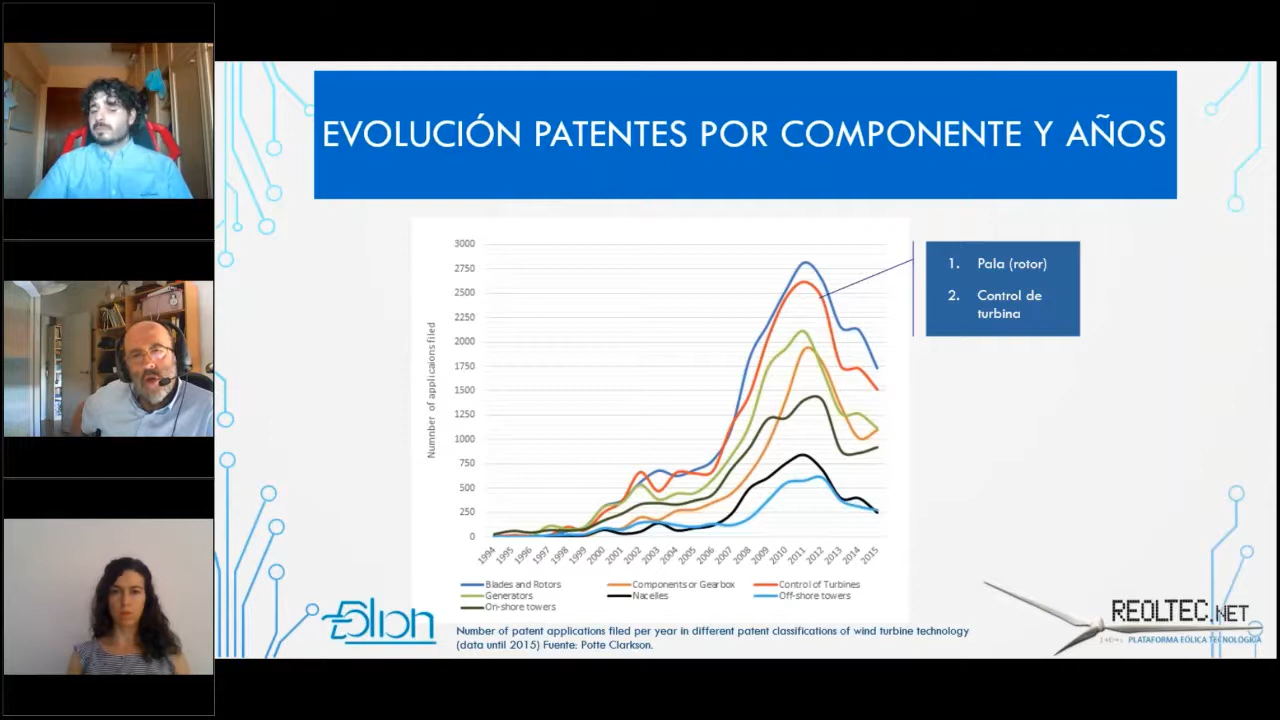 EVOLUCIÓN PATENTES POR COMPONENTE Y AÑOS
3000
2750
2500
2250
2000
1750
1500
1250
1000
750
500
250
0
Numnber of applicaions filed
1994 1995 1996 1997 1998 1999 2000 2001 2002 2003 2004 2005 2006 2007 2008 2009 2010 2011 2012 2013 2014 2015
Blades and Rotors Components or Gearbox Control of Turbines
Generators Nacelles Off-shore towers
On-shore towers
1. Pala (rotor)
2. Control de
turbina
Eolion
Number of patent applications filed per year in different patent classifications of wind turbine technology
(data until 2015) Fuente: Potte Clarkson.
REOLTEC.NET
PLATAFORMA EÓLICA TECNOLÓGICA